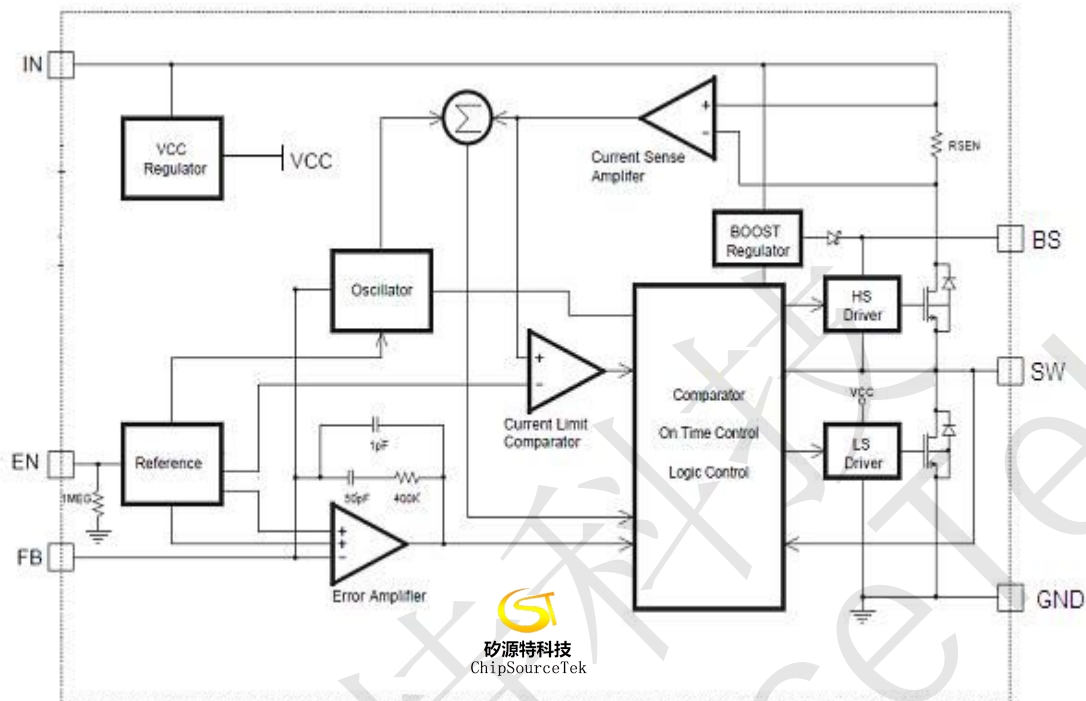 IN
VCC
Regulator
VCC
Σ
+
-
Current Sense
Amplifer
RSEN
BOOST
Regulator
BS
Oscillator
HS
Driver
+
-
Current Limit
Comparator
Comparator
On Time Control
Logic Control
SW
VCC
LS
Driver
EN
Reference
1MEG
1pF
50pF
400K
FB
+
+
-
Error Amplifier
GND
矽源特科技
ChipSourceTek